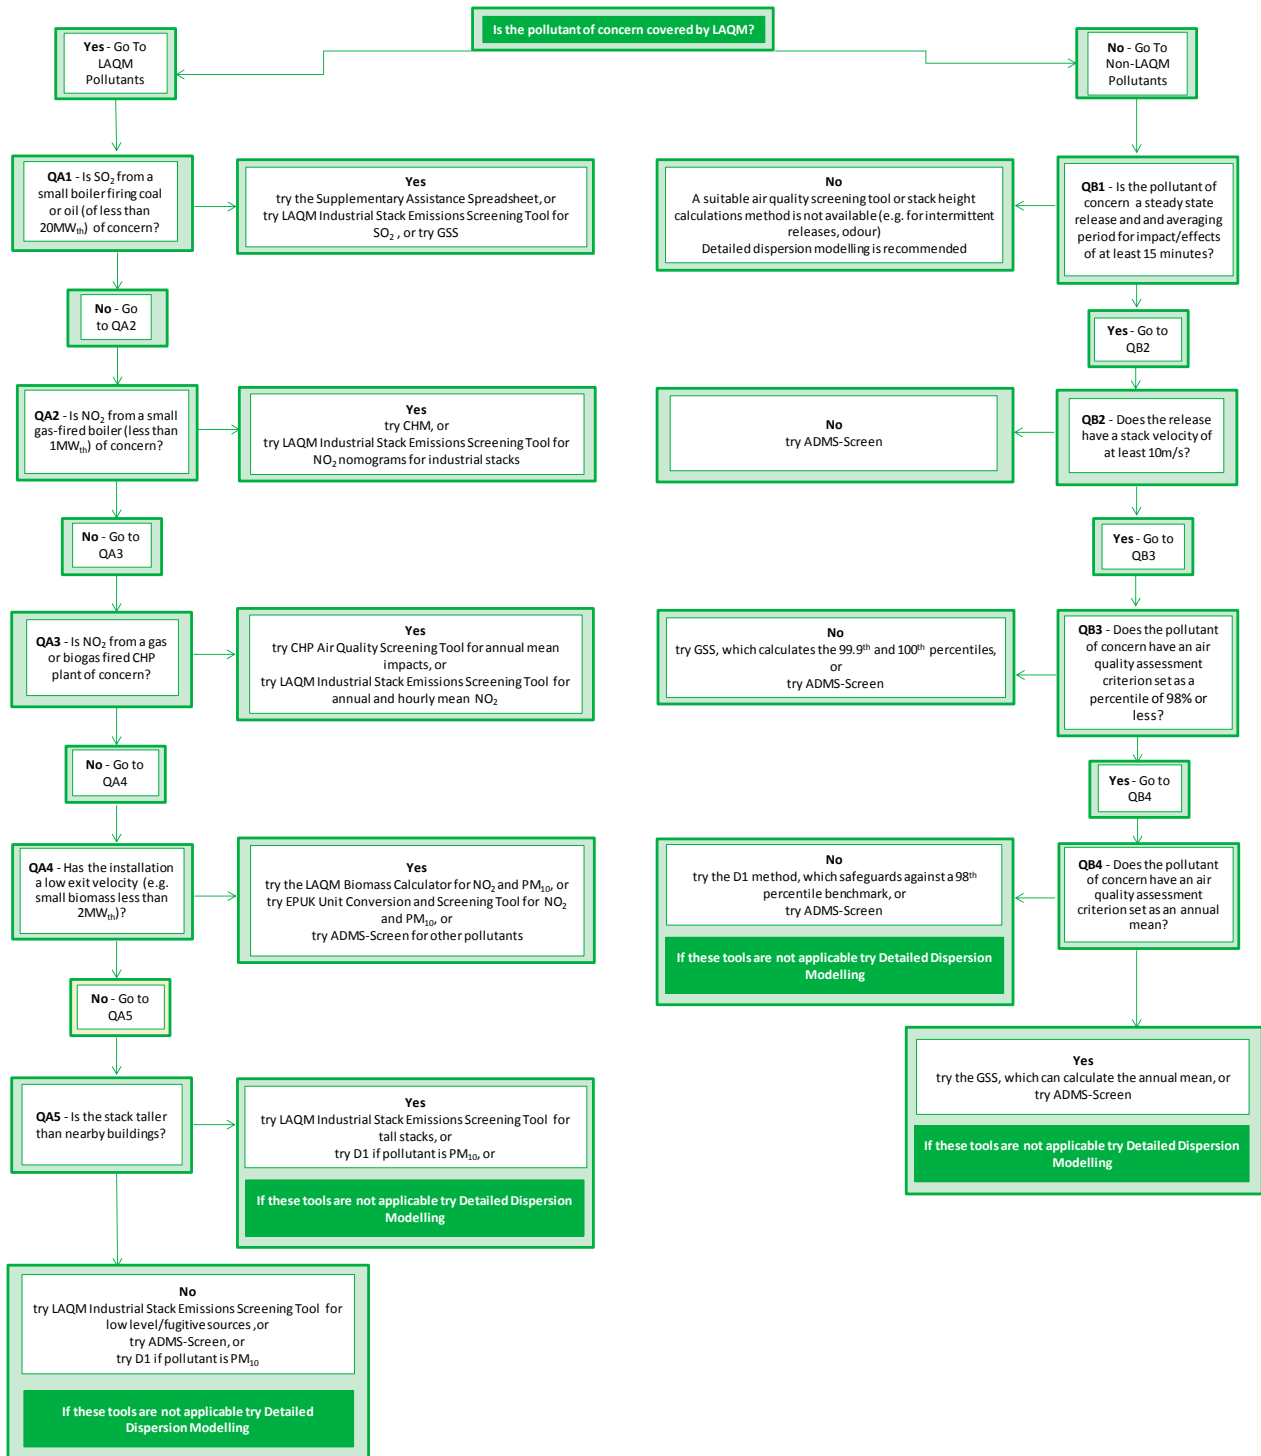 Is the pollutant of concern covered by LAQM?
Yes - Go To
LAQM
Pollutants
No - Go To
Non-LAQM
Pollutants
QA1 - Is SO2 from a
small boiler firing coal
or oil (of less than
20MWth) of concern?
Yes
try the Supplementary Assistance Spreadsheet, or
try LAQM Industrial Stack Emissions Screening Tool for
SO2 , or try GSS
No - Go
to QA2
QA2 - Is NO2 from a small
gas-fired boiler (less than
1MWth) of concern?
Yes
try CHM, or
try LAQM Industrial Stack Emissions Screening Tool for
NO2 nomograms for industrial stacks
No - Go to
QA3
QA3 - Is NO2 from a gas
or biogas fired CHP
plant of concern?
Yes
try CHP Air Quality Screening Tool for annual mean
impacts, or
try LAQM Industrial Stack Emissions Screening Tool for
annual and hourly mean NO2
No - Go to
QA4
QA4 - Has the installation
a low exit velocity (e.g.
small biomass less than
2MWth)?
Yes
try the LAQM Biomass Calculator for NO2 and PM10, or
try EPUK Unit Conversion and Screening Tool for NO2
and PM10, or
try ADMS-Screen for other pollutants
No - Go to
QA5
QA5 - Is the stack taller
than nearby buildings?
Yes
try LAQM Industrial Stack Emissions Screening Tool for
tall stacks, or
try D1 if pollutant is PM10, or
If these tools are not applicable try Detailed Dispersion
Modelling
No
try LAQM Industrial Stack Emissions Screening Tool for
low level/fugitive sources ,or
try ADMS-Screen, or
try D1 if pollutant is PM10
If these tools are not applicable try Detailed
Dispersion Modelling
QB1 - Is the pollutant of
concern a steady state
release and and averaging
period for impact/effects
of at least 15 minutes?
No
A suitable air quality screening tool or stack height
calculations method is not available (e.g. for intermittent
releases, odour)
Detailed dispersion modelling is recommended
Yes - Go to
QB2
QB2 - Does the release
have a stack velocity of
at least 10m/s?
No
try ADMS-Screen
Yes - Go to
QB3
QB3 - Does the pollutant
of concern have an air
quality assessment
criterion set as a
percentile of 98% or
less?
No
try GSS, which calculates the 99.9th and 100th percentiles,
or
try ADMS-Screen
Yes - Go to
QB4
QB4 - Does the pollutant
of concern have an air
quality assessment
criterion set as an annual
mean?
No
try the D1 method, which safeguards against a 98th
percentile benchmark, or
try ADMS-Screen
If these tools are not applicable try Detailed Dispersion
Modelling
Yes
try the GSS, which can calculate the annual mean, or
try ADMS-Screen
If these tools are not applicable try Detailed Dispersion
Modelling